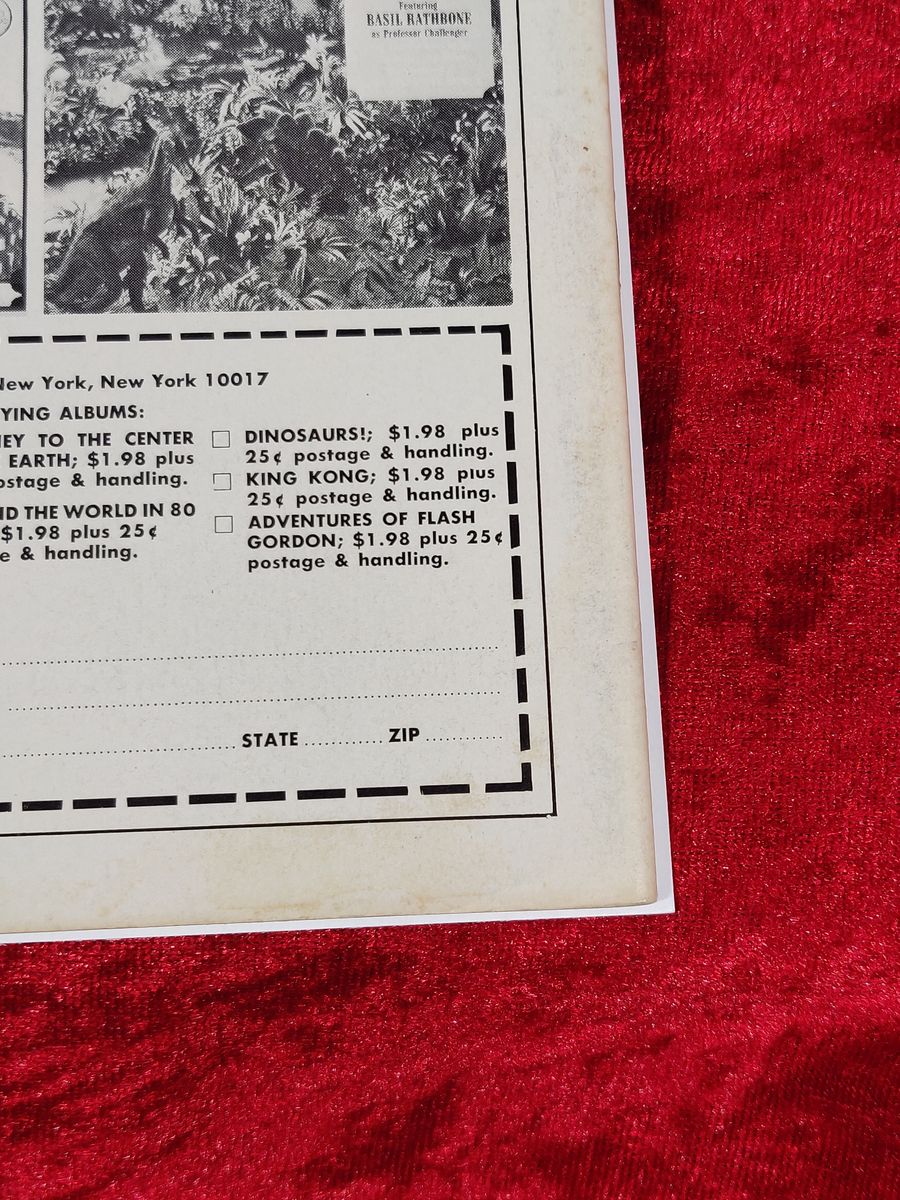 Featuring
BASIL RATHBONE
as Professor Challenger
New York, New York 10017
YING ALBUMS:
EY TO THE CENTER
EARTH; $1.98 plus
ostage & handling.
ND THE WORLD IN 80
$1.98 plus 25¢
e & handling.
DINOSAURS!; $1.98 plus
25¢ postage & handling.
KING KONG; $1.98 plus
25¢ postage & handling.
ADVENTURES OF FLASH
GORDON; $1.98 plus 25¢
postage & handling.
STATE ZIP